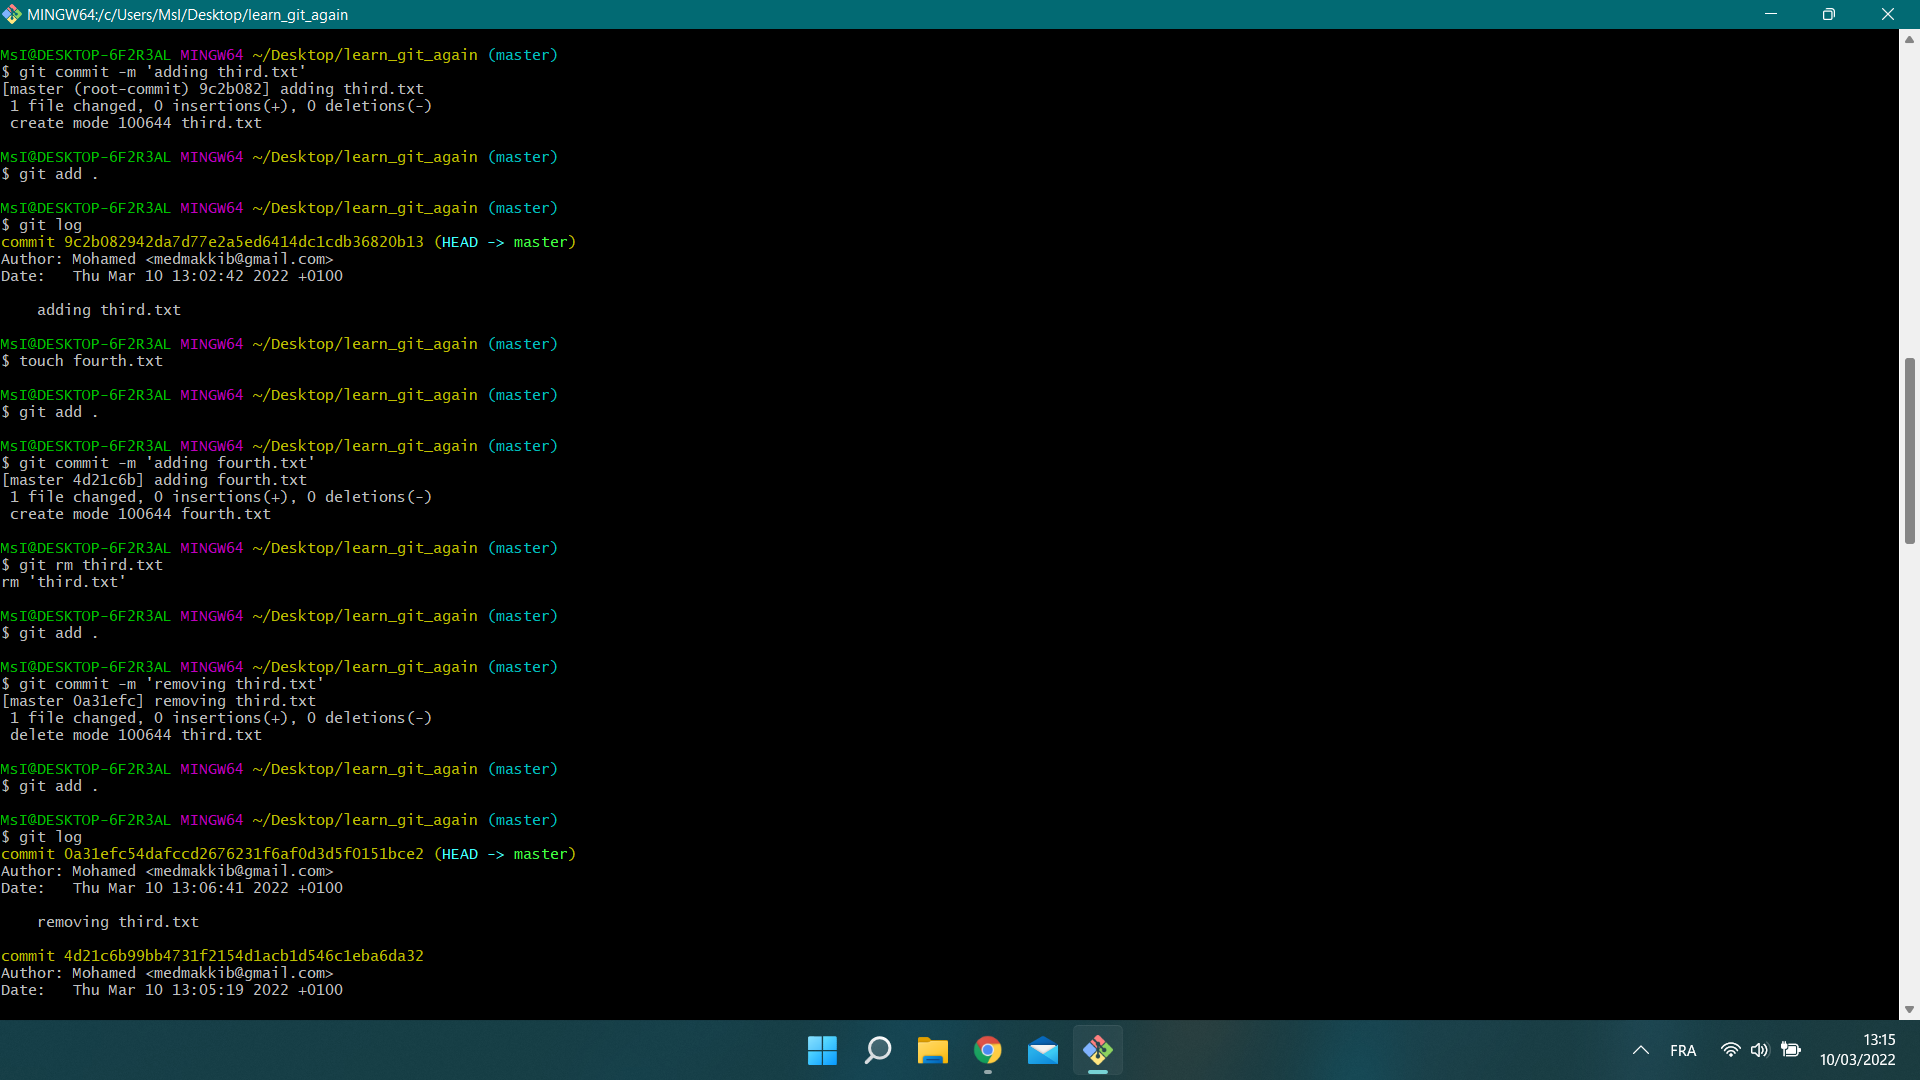 MINGW64:/c/Users/MsI/Desktop/learn_git_again
MsI@DESKTOP-6F2R3AL MINGW64 ~/Desktop/learn_git_again (master)
$ git commit -m 'adding third.txt'
[master (root-commit) 9c2b082] adding third.txt
 1 file changed, 0 insertions(+), 0 deletions(-)
 create mode 100644 third.txt
MsI@DESKTOP-6F2R3AL MINGW64 ~/Desktop/learn_git_again (master)
$ git add .
MsI@DESKTOP-6F2R3AL MINGW64 ~/Desktop/learn_git_again (master)
$ git log
commit 9c2b082942da7d77e2a5ed6414dc1cdb36820b13 (HEAD -> master)
Author: Mohamed <medmakkib@gmail.com>
Date:   Thu Mar 10 13:02:42 2022 +0100
    adding third.txt
MsI@DESKTOP-6F2R3AL MINGW64 ~/Desktop/learn_git_again (master)
$ touch fourth.txt
MsI@DESKTOP-6F2R3AL MINGW64 ~/Desktop/learn_git_again (master)
$ git add .
MsI@DESKTOP-6F2R3AL MINGW64 ~/Desktop/learn_git_again (master)
$ git commit -m 'adding fourth.txt'
[master 4d21c6b] adding fourth.txt
 1 file changed, 0 insertions(+), 0 deletions(-)
 create mode 100644 fourth.txt
MsI@DESKTOP-6F2R3AL MINGW64 ~/Desktop/learn_git_again (master)
$ git rm third.txt
rm 'third.txt'
MsI@DESKTOP-6F2R3AL MINGW64 ~/Desktop/learn_git_again (master)
$ git add .
MsI@DESKTOP-6F2R3AL MINGW64 ~/Desktop/learn_git_again (master)
$ git commit -m 'removing third.txt'
[master 0a31efc] removing third.txt
 1 file changed, 0 insertions(+), 0 deletions(-)
 delete mode 100644 third.txt
MsI@DESKTOP-6F2R3AL MINGW64 ~/Desktop/learn_git_again (master)
$ git add .
MsI@DESKTOP-6F2R3AL MINGW64 ~/Desktop/learn_git_again (master)
$ git log
commit 0a31efc54dafccd2676231f6af0d3d5f0151bce2 (HEAD -> master)
Author: Mohamed <medmakkib@gmail.com>
Date:   Thu Mar 10 13:06:41 2022 +0100
    removing third.txt
commit 4d21c6b99bb4731f2154d1acb1d546c1eba6da32
Author: Mohamed <medmakkib@gmail.com>
Date:   Thu Mar 10 13:05:19 2022 +0100
FRA
13:15
10/03/2022